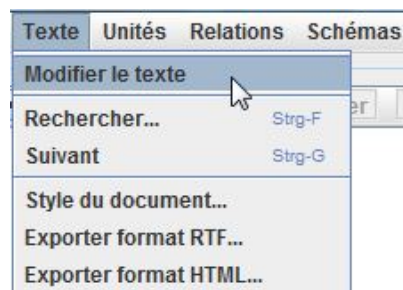 Texte Unités Relations Schémas
Modifier le texte
Rechercher... Strg-F
Suivant Strg-G
Style du document...
Exporter format RTF...
Exporter format HTML...